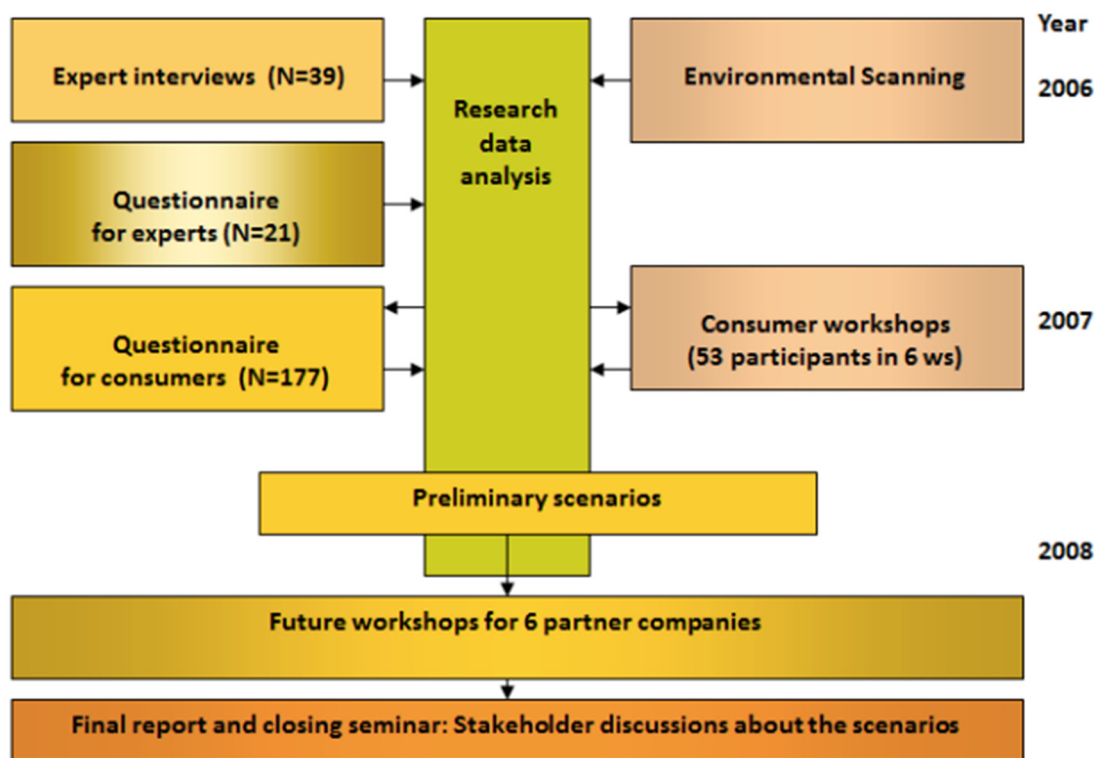 Year
Expert interviews (N=39)
Environmental Scanning
2006
Research
data
analysis
Questionnaire
for experts (N=21)
Questionnaire
for consumers (N=177)
Consumer workshops
(53 participants in 6 ws)
2007
Preliminary scenarios
2008
Future workshops for 6 partner companies
Final report and closing seminar: Stakeholder discussions about the scenarios